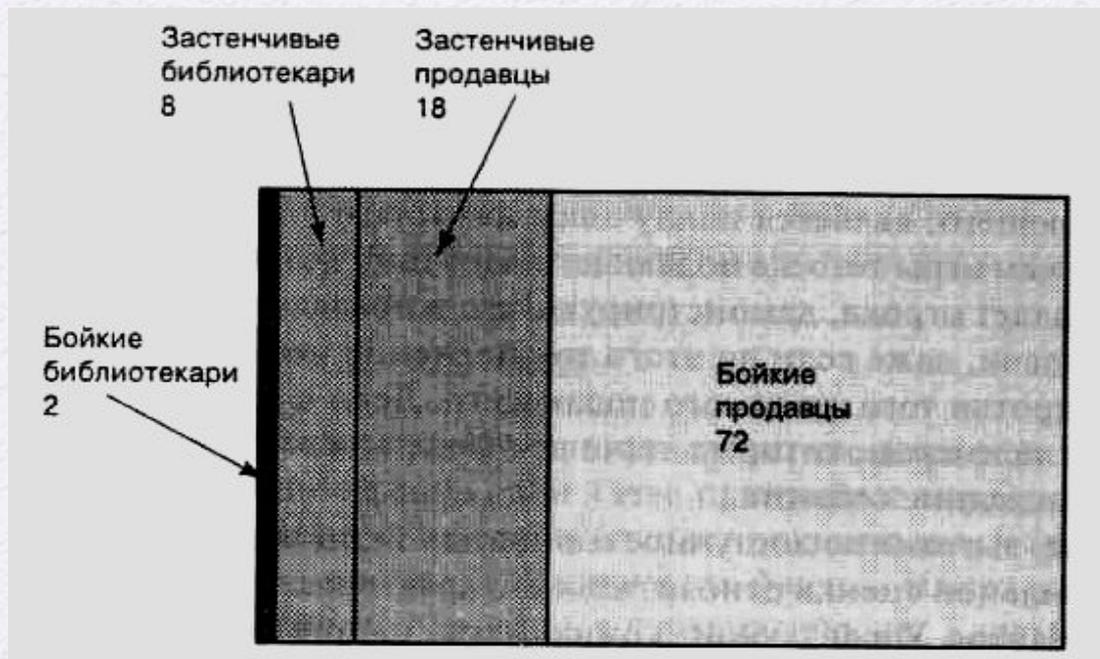 Застенчивые
библиотекари
8
Застенчивые
продавцы
18
Бойкие
библиотекари
2
Бойкие
продавцы
72